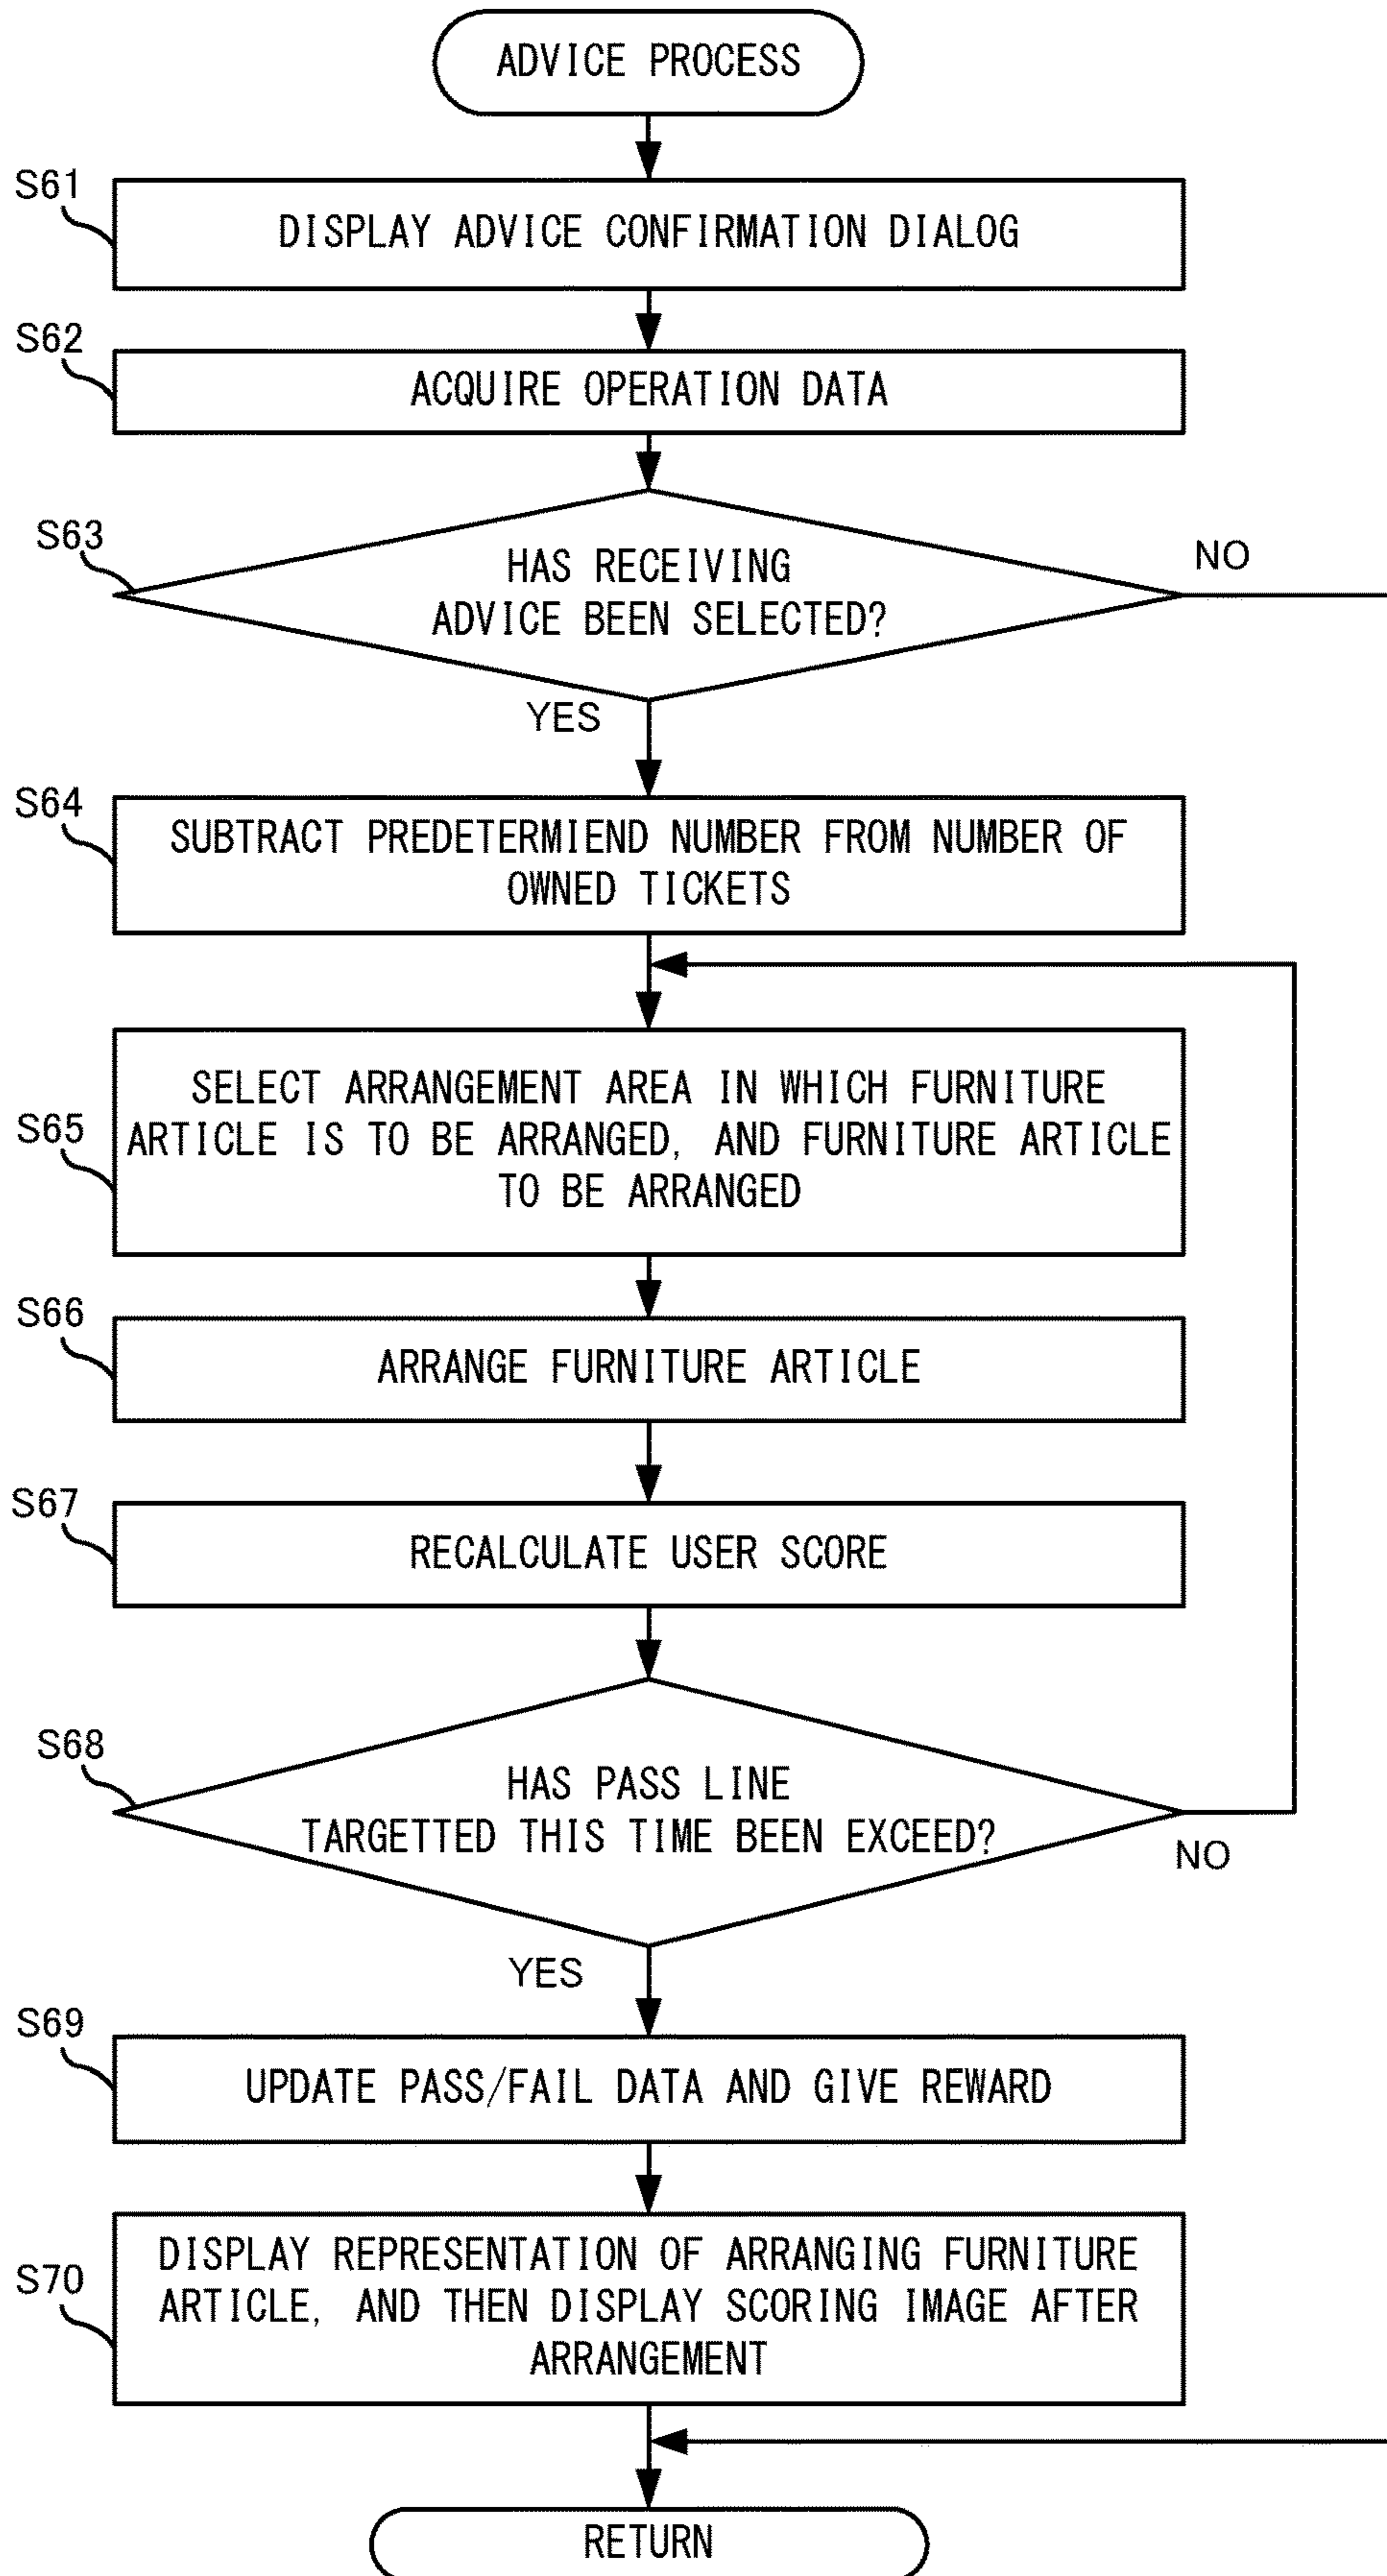 ADVICE PROCESS
S61
DISPLAY ADVICE CONFIRMATION DIALOG
S62
ACQUIRE OPERATION DATA
S63
HAS RECEIVING
ADVICE BEEN SELECTED?
NO
YES
S64
SUBTRACT PREDETERMIEND NUMBER FROM NUMBER OF
OWNED TICKETS
S65
SELECT ARRANGEMENT AREA IN WHICH FURNITURE
ARTICLE IS TO BE ARRANGED, AND FURNITURE ARTICLE
TO BE ARRANGED
S66
ARRANGE FURNITURE ARTICLE
S67
RECALCULATE USER SCORE
S68
HAS PASS LINE
TARGETTED THIS TIME BEEN EXCEED?
NO
YES
S69
UPDATE PASS/FAIL DATA AND GIVE REWARD
S70
DISPLAY REPRESENTATION OF ARRANGING FURNITURE
ARTICLE, AND THEN DISPLAY SCORING IMAGE AFTER
ARRANGEMENT
RETURN